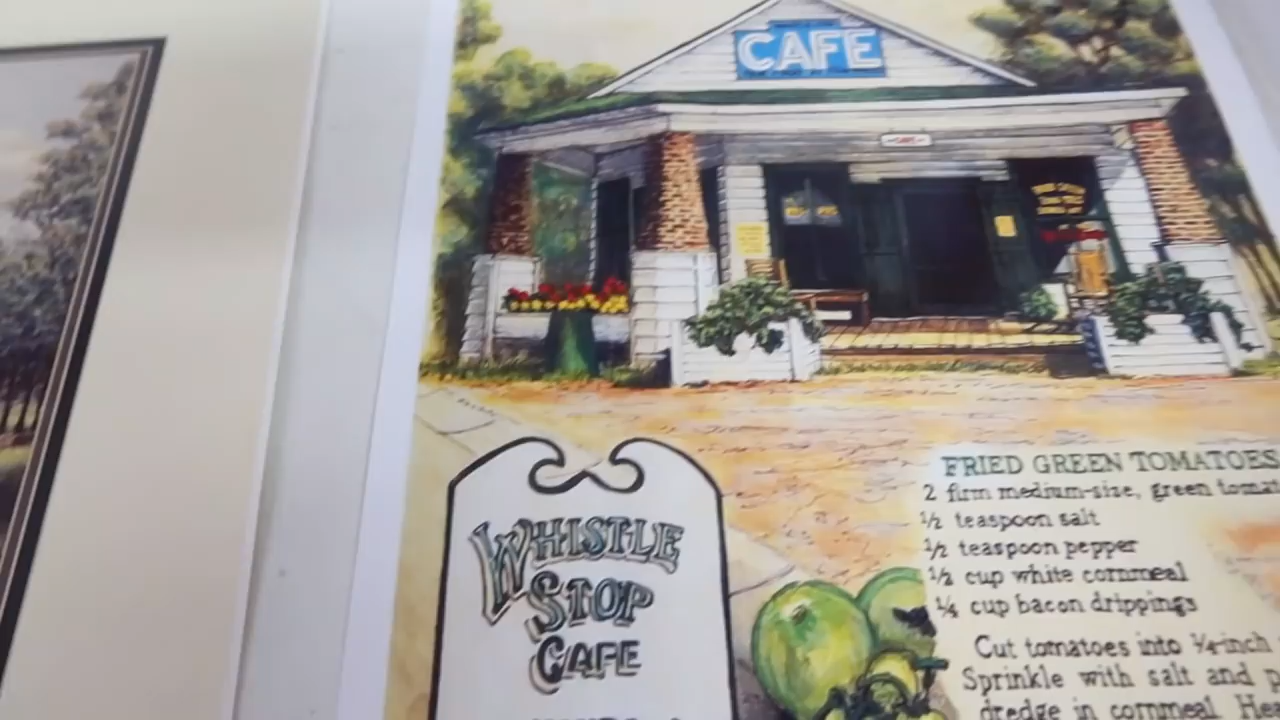 CAFE
WHISTLE
STOP
CAFE
FRIED GREEN TOMATOES
2 firm medium-size, green tomat
½ teaspoon salt
½ teaspoon pepper
½ cup white cornmeal
¼ cup bacon drippings
Cut tomatoes into ¼-inch
Sprinkle with salt and p
dredge in cornmeal. Hea